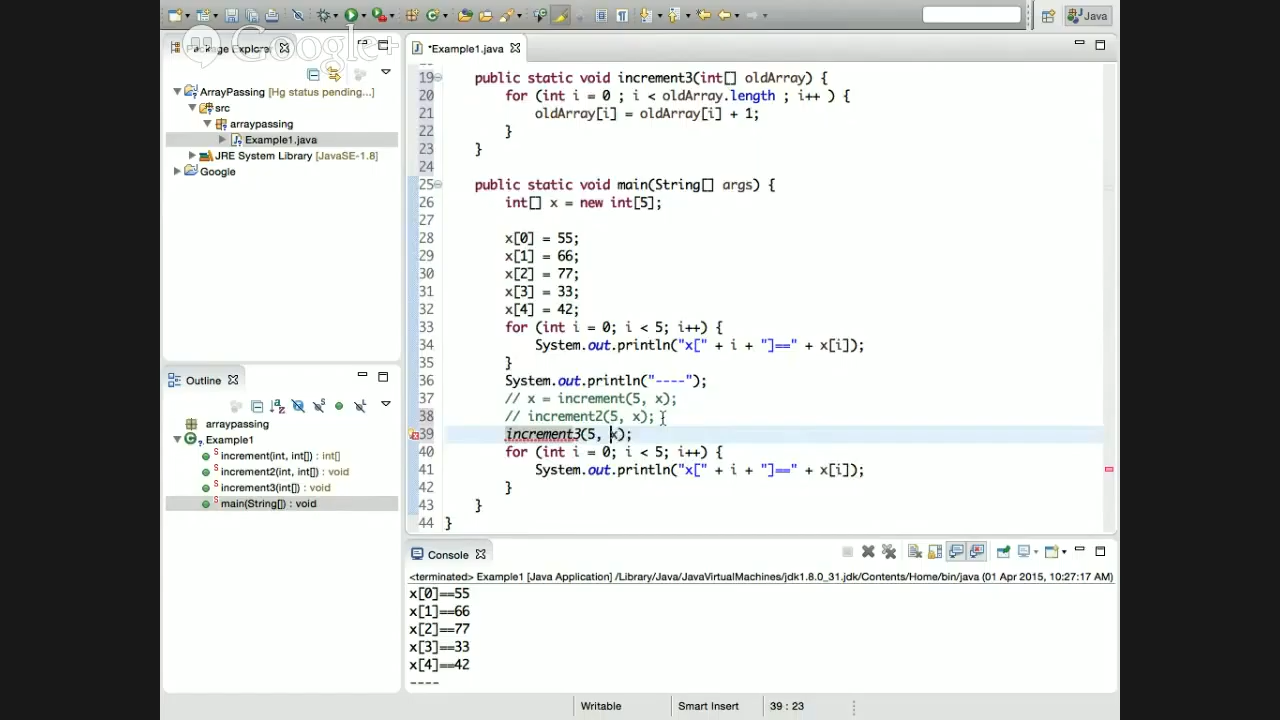 Java
Google+
Package Explorer
ArrayPassing [Hg status pending...]
src
arraypassing
Example1.java
JRE System Library [JavaSE-1.8]
Google
*Example1.java
19 public static void increment3(int[] oldArray) {
20 for (int i = 0 ; i < oldArray.length ; i++ ) {
21 oldArray[i] = oldArray[i] + 1;
22 }
23 }
24
25 public static void main(String[] args) {
26 int[] x = new int[5];
27
28 x[0] = 55;
29 x[1] = 66;
30 x[2] = 77;
31 x[3] = 33;
32 x[4] = 42;
33 for (int i = 0; i < 5; i++) {
34 System.out.println("x[" + i + "]==" + x[i]);
35 }
36 System.out.println("----");
37 // x = increment(5, x);
38 // increment2(5, x);
39 increment3(5, x);
40 for (int i = 0; i < 5; i++) {
41 System.out.println("x[" + i + "]==" + x[i]);
42 }
43 }
44 }
Outline
arraypassing
Example1
increment(int, int[]) : int[]
increment2(int, int[]) : void
increment3(int[]) : void
main(String[]) : void
Console
<terminated> Example1 [Java Application] /Library/Java/JavaVirtualMachines/jdk1.8.0_31.jdk/Contents/Home/bin/java (01 Apr 2015, 10:27:17 AM)
x[0]==55
x[1]==66
x[2]==77
x[3]==33
x[4]==42
----
Writable
Smart Insert
39 : 23